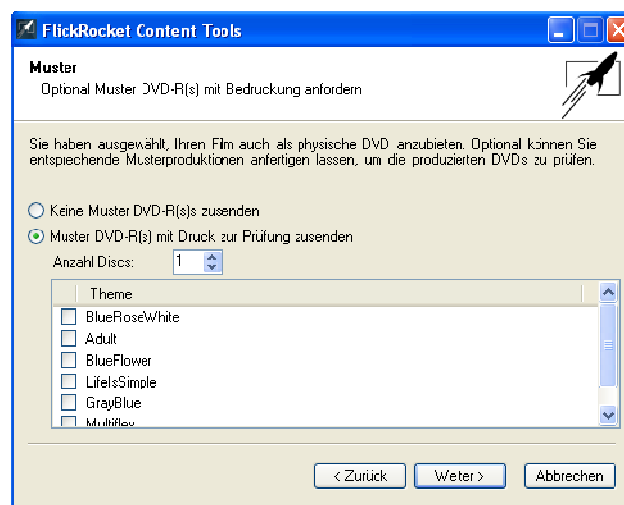 FlickRocket Content Tools
Muster
Optional Muster DVD-R(s) mit Bedruckung anfordern
Sie haben ausgewählt, Ihren Film auch als physische DVD anzubieten. Optional können Sie
entsprechende Musterproduktionen anfertigen lassen, um die produzierten DVDs zu prüfen.
Keine Muster DVD-R(s)s zusenden
Muster DVD-R(s) mit Druck zur Prüfung zusenden
Anzahl Discs: 1
Theme
BlueRoseWhite
Adult
BlueFlower
LifeIsSimple
GrayBlue
Multiflex
< Zurück Weiter > Abbrechen